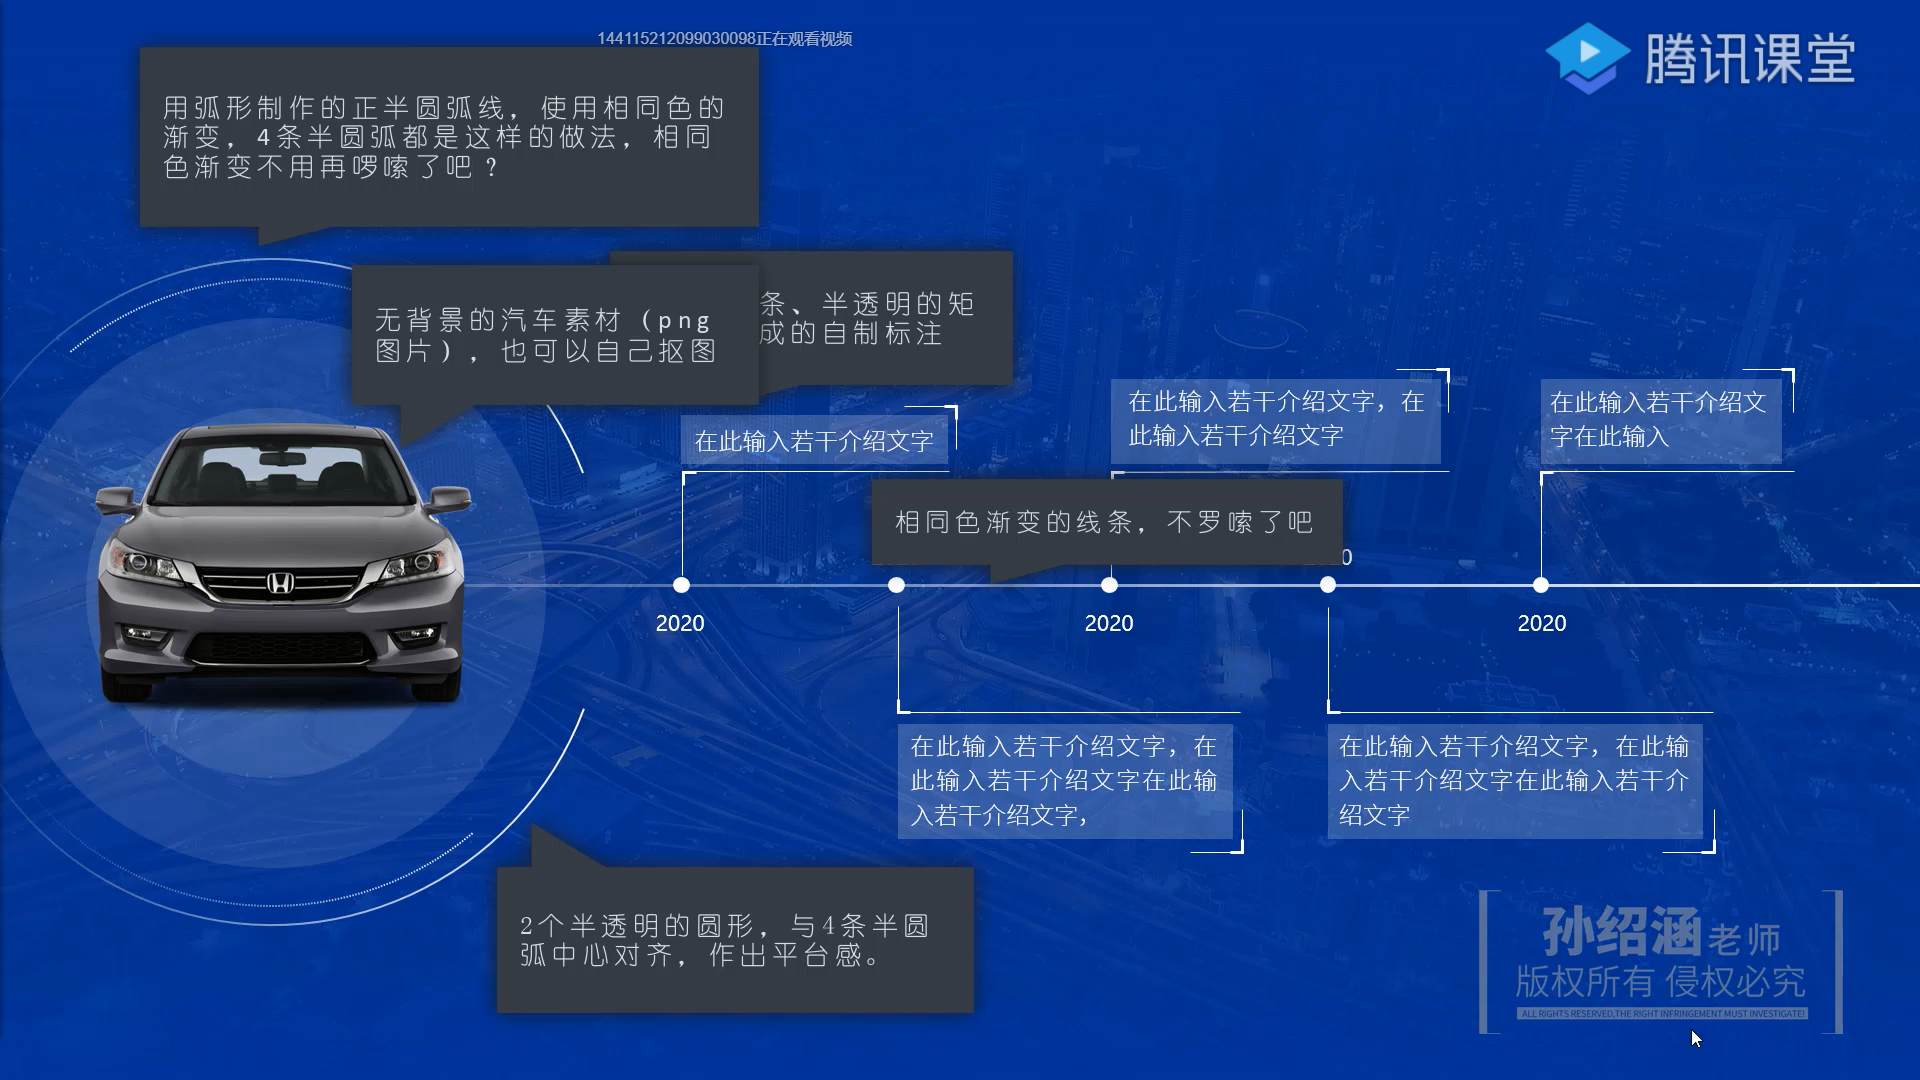 144115212099030098正在观看视频
腾讯课堂
用弧形制作的正半圆弧线，使用相同色的
渐变，4条半圆弧都是这样的做法，相同
色渐变不用再啰嗦了吧？
无背景的汽车素材（png
图片），也可以自己抠图
条、半透明的矩
成的自制标注
在此输入若干介绍文字
在此输入若干介绍文字，在
此输入若干介绍文字
在此输入若干介绍文
字在此输入
相同色渐变的线条，不罗嗦了吧
0
2020
2020
2020
在此输入若干介绍文字，在
此输入若干介绍文字在此输
入若干介绍文字，
在此输入若干介绍文字，在此输
入若干介绍文字在此输入若干介
绍文字
2个半透明的圆形，与4条半圆
弧中心对齐，作出平台感。
孙绍涵老师
版权所有 侵权必究
ALL RIGHTS RESERVED,THE RIGHT INFRINGEMENT MUST INVESTIGATE!